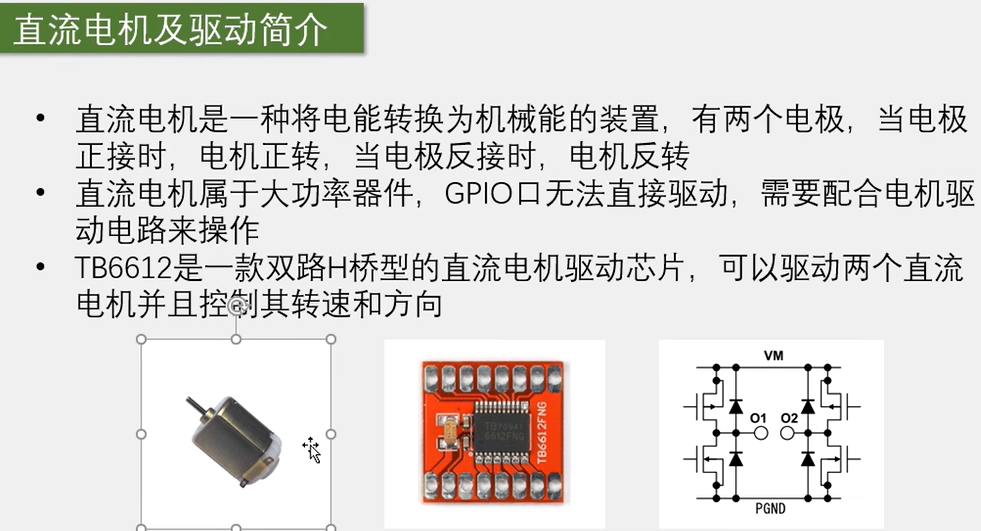 直流电机及驱动简介
• 直流电机是一种将电能转换为机械能的装置，有两个电极，当电极
正接时，电机正转，当电极反接时，电机反转
• 直流电机属于大功率器件，GPIO口无法直接驱动，需要配合电机驱
动电路来操作
• TB6612是一款双路H桥型的直流电机驱动芯片，可以驱动两个直流
电机并且控制其转速和方向
6612FNG
TB6612FNG
VM
O1 O2
PGND